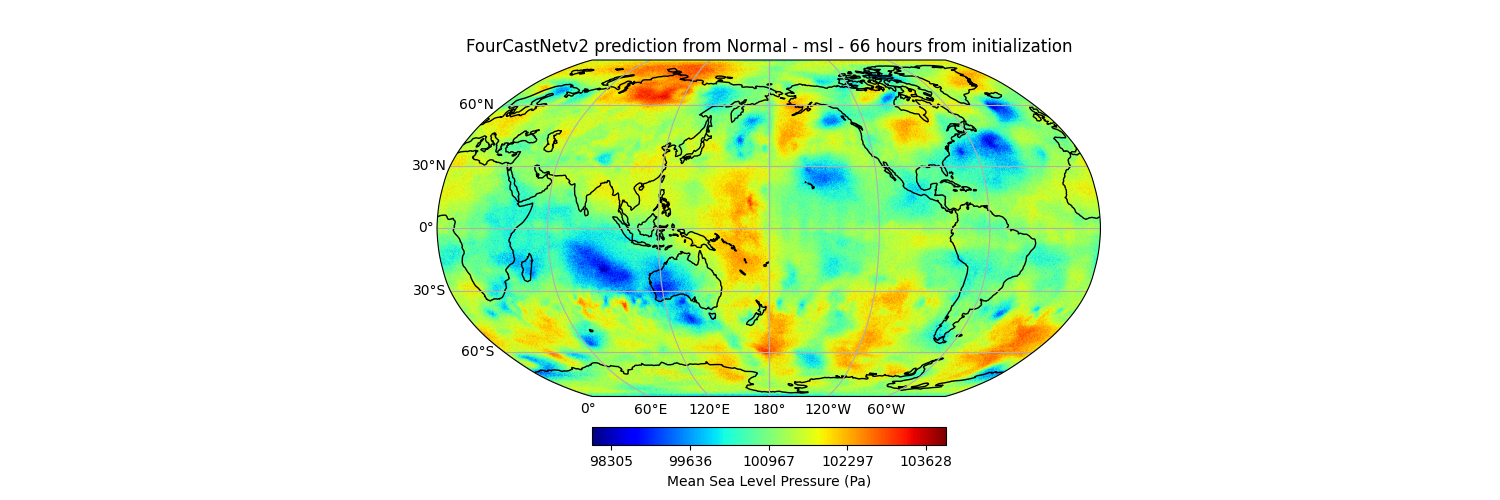 FourCastNetv2 prediction from Normal - msl - 66 hours from initialization
60°N
30°N
0°
30°S
60°S
0° 60°E 120°E 180° 120°W 60°W
98305 99636 100967 102297 103628
Mean Sea Level Pressure (Pa)